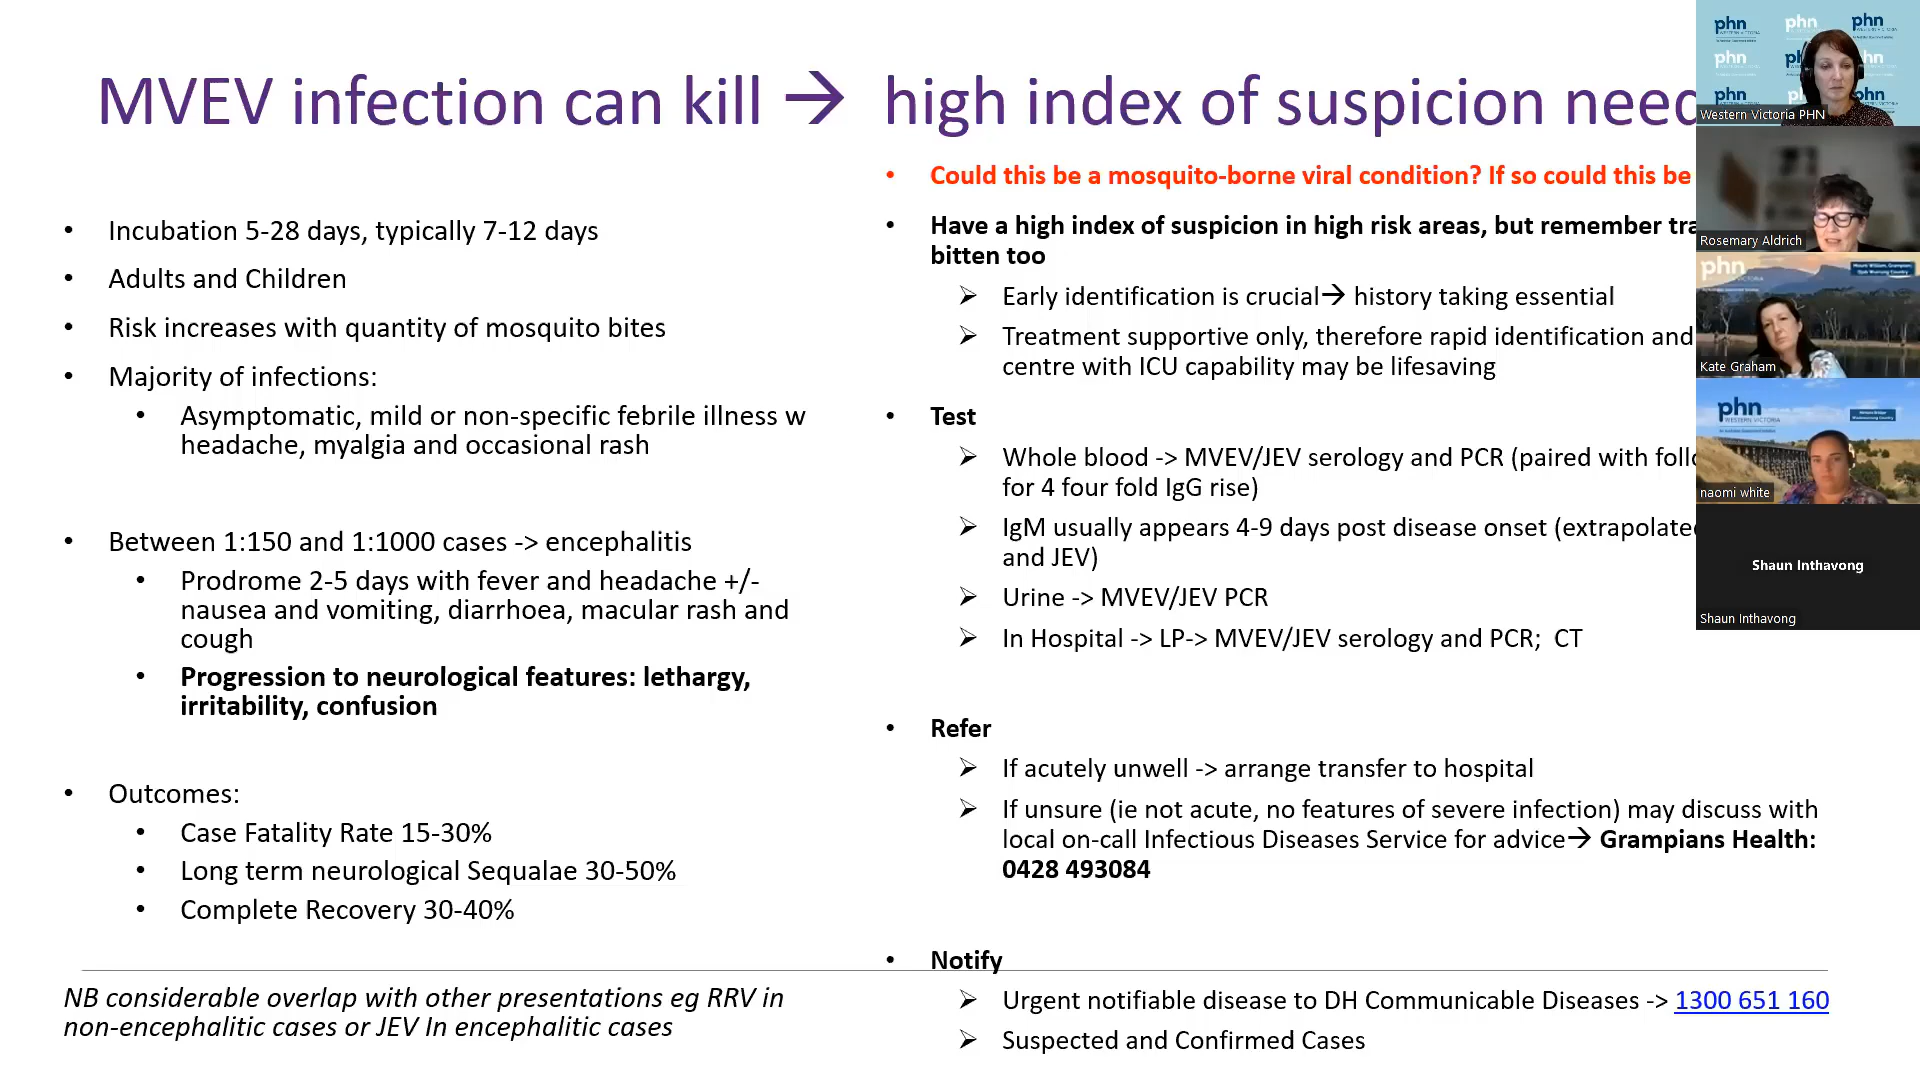 MVEV infection can kill → high index of suspicion need
• Incubation 5-28 days, typically 7-12 days
• Adults and Children
• Risk increases with quantity of mosquito bites
• Majority of infections:
• Asymptomatic, mild or non-specific febrile illness w
headache, myalgia and occasional rash
• Between 1:150 and 1:1000 cases -> encephalitis
• Prodrome 2-5 days with fever and headache +/-
nausea and vomiting, diarrhoea, macular rash and
cough
• Progression to neurological features: lethargy,
irritability, confusion
• Outcomes:
• Case Fatality Rate 15-30%
• Long term neurological Sequalae 30-50%
• Complete Recovery 30-40%
NB considerable overlap with other presentations eg RRV in
non-encephalitic cases or JEV In encephalitic cases
• Could this be a mosquito-borne viral condition? If so could this be
• Have a high index of suspicion in high risk areas, but remember tra
bitten too
➢ Early identification is crucial→ history taking essential
➢ Treatment supportive only, therefore rapid identification and
centre with ICU capability may be lifesaving
• Test
➢ Whole blood -> MVEV/JEV serology and PCR (paired with follo
for 4 four fold IgG rise)
➢ IgM usually appears 4-9 days post disease onset (extrapolated
and JEV)
➢ Urine -> MVEV/JEV PCR
➢ In Hospital -> LP-> MVEV/JEV serology and PCR; CT
• Refer
➢ If acutely unwell -> arrange transfer to hospital
➢ If unsure (ie not acute, no features of severe infection) may discuss with
local on-call Infectious Diseases Service for advice→ Grampians Health:
0428 493084
• Notify
➢ Urgent notifiable disease to DH Communicable Diseases -> 1300 651 160
➢ Suspected and Confirmed Cases
phn phn phn
phn
phn
Western Victoria PHN
Rosemary Aldrich
phn
Kate Graham
phn
WESTERN VICTORIA
naomi white
Shaun Inthavong
Shaun Inthavong